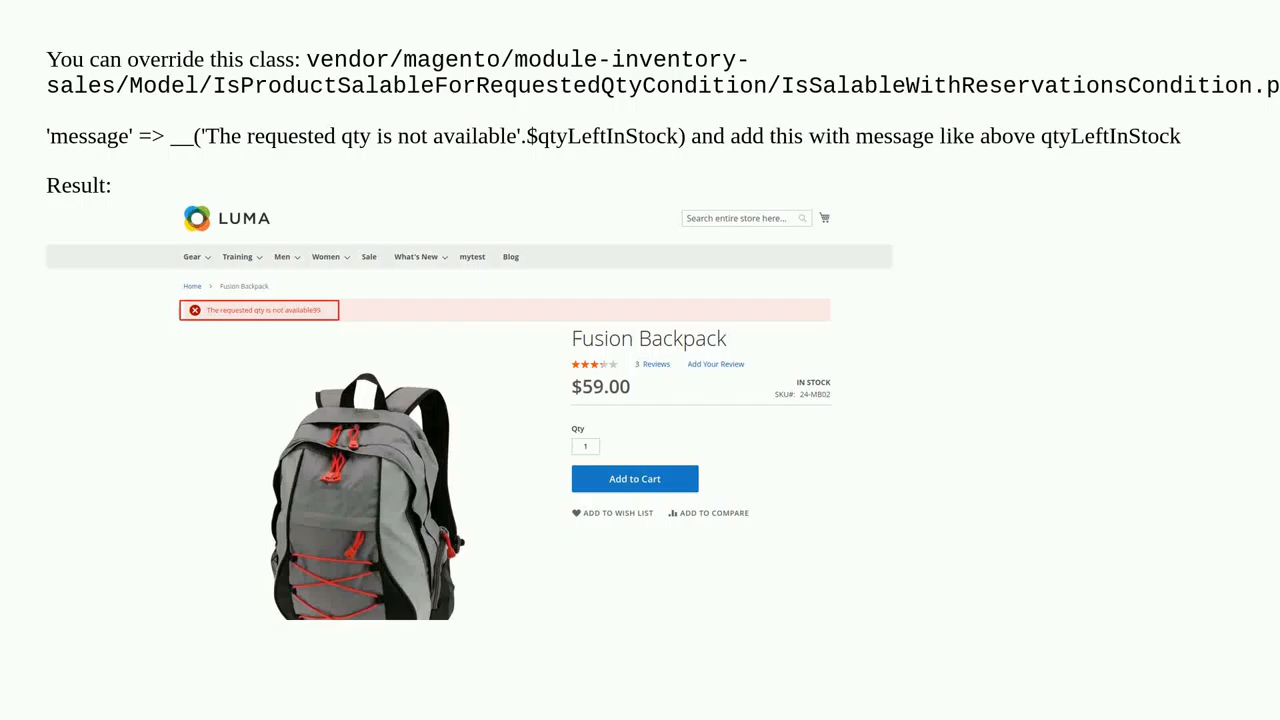 You can override this class: vendor/magento/module-inventory-
sales/Model/IsProductSalableForRequestedQtyCondition/IsSalableWithReservationsCondition.p
'message' => __('The requested qty is not available'.$qtyLeftInStock) and add this with message like above qtyLeftInStock
Result:
LUMA
Search entire store here...
Gear Training Men Women Sale What's New mytest Blog
Home > Fusion Backpack
The requested qty is not available99
Fusion Backpack
3 Reviews Add Your Review
$59.00
IN STOCK
SKU#: 24-MB02
Qty
1
Add to Cart
ADD TO WISH LIST ADD TO COMPARE